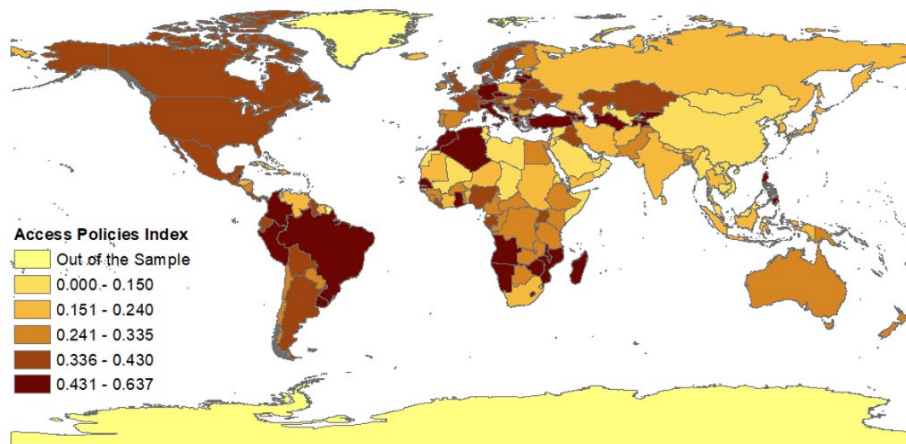 Access Policies Index
Out of the Sample
0.000 - 0.150
0.151 - 0.240
0.241 - 0.335
0.336 - 0.430
0.431 - 0.637